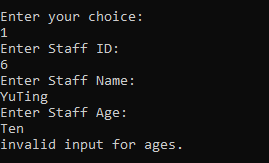 Enter your choice:
1
Enter Staff ID:
6
Enter Staff Name:
YuTing
Enter Staff Age:
Ten
invalid input for ages.